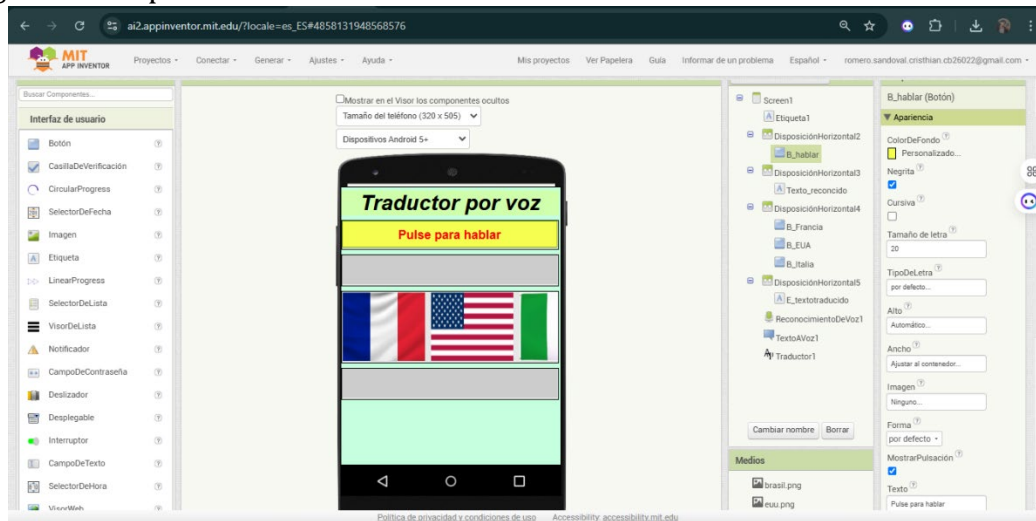 ai2.appinventor.mit.edu/?locale=es_ES#4858131948568576
MIT
APP INVENTOR
Proyectos
Conectar
Generar
Ajustes
Ayuda
Mis proyectos
Ver Papelera
Guía
Informar de un problema
Español
romero.sandoval.cristhian.cb26022@gmail.com
Buscar Componentes...
Interfaz de usuario
Botón
CasillaDeVerificación
CircularProgress
SelectorDeFecha
Imagen
Etiqueta
LinearProgress
SelectorDeLista
VisorDeLista
Notificador
CampoDeContraseña
Deslizador
Desplegable
Interruptor
CampoDeTexto
SelectorDeHora
VisorWeb
Mostrar en el Visor los componentes ocultos
Tamaño del teléfono (320 x 505)
Dispositivos Android 5+
Traductor por voz
Pulse para hablar
Screen1
Etiqueta1
DisposiciónHorizontal2
B_hablar
DisposiciónHorizontal3
Texto_reconcido
DisposiciónHorizontal4
B_Francia
B_EUA
B_Italia
DisposiciónHorizontal5
E_textotraducido
ReconocimientoDeVoz1
TextoAVoz1
Traductor1
Cambiar nombre
Borrar
Medios
brasil.png
euu.png
B_hablar (Botón)
Apariencia
ColorDeFondo
Personalizado...
Negrita
Cursiva
Tamaño de letra
20
TipoDeLetra
por defecto...
Alto
Automático...
Ancho
Ajustar al contenedor...
Imagen
Ninguno...
Forma
por defecto
MostrarPulsación
Texto
Pulse para hablar
Política de privacidad y condiciones de uso
Accessibility: accessibility.mit.edu